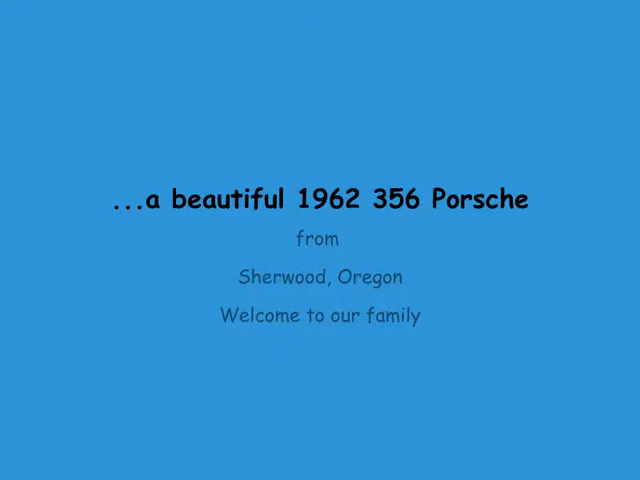 ...a beautiful 1962 356 Porsche
from
Sherwood, Oregon
Welcome to our family